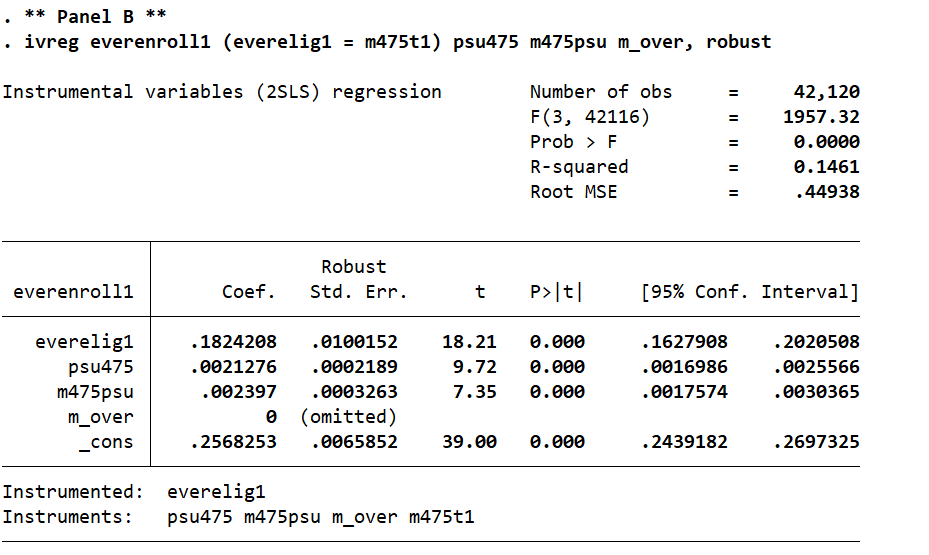 . ** Panel B **
. ivreg everenroll1 (everelig1 = m475t1) psu475 m475psu m_over, robust
Instrumental variables (2SLS) regression Number of obs = 42,120
F(3, 42116) = 1957.32
Prob > F = 0.0000
R-squared = 0.1461
Root MSE = .44938
Robust
everenroll1 Coef. Std. Err. t P>|t| [95% Conf. Interval]
everelig1 .1824208 .0100152 18.21 0.000 .1627908 .2020508
psu475 .0021276 .0002189 9.72 0.000 .0016986 .0025566
m475psu .002397 .0003263 7.35 0.000 .0017574 .0030365
m_over 0 (omitted)
_cons .2568253 .0065852 39.00 0.000 .2439182 .2697325
Instrumented: everelig1
Instruments: psu475 m475psu m_over m475t1